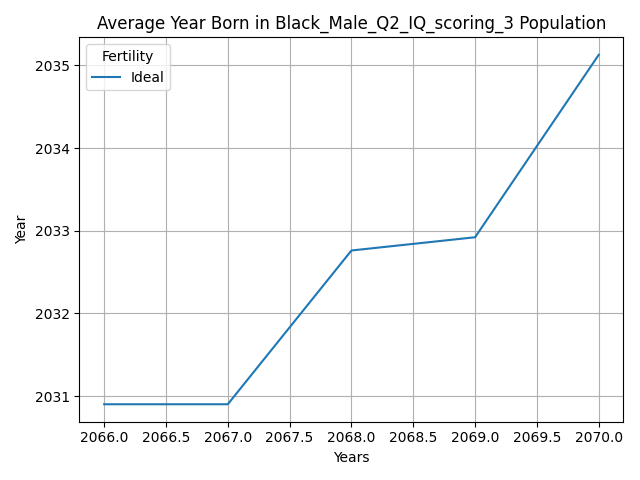 Average Year Born in Black_Male_Q2_IQ_scoring_3 Population
Fertility
Ideal
Year
2035
2034
2033
2032
2031
2066.0 2066.5 2067.0 2067.5 2068.0 2068.5 2069.0 2069.5 2070.0
Years